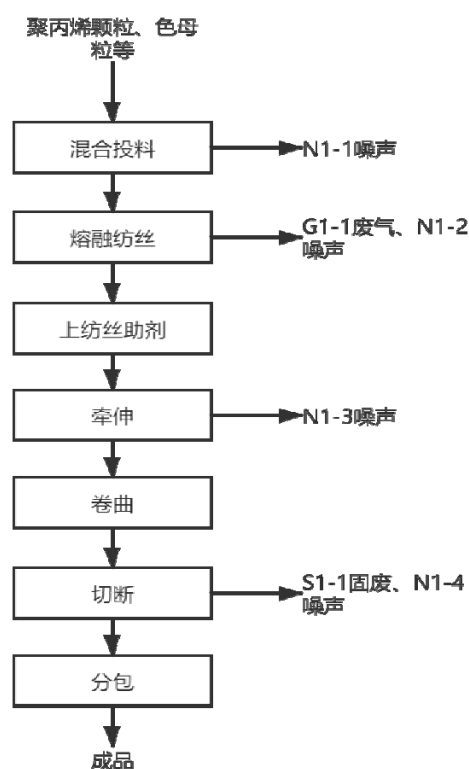 聚丙烯颗粒、色母
粒等
混合投料
N1-1噪声
熔融纺丝
G1-1废气、N1-2
噪声
上纺丝助剂
牵伸
N1-3噪声
卷曲
切断
S1-1固废、N1-4
噪声
分包
成品